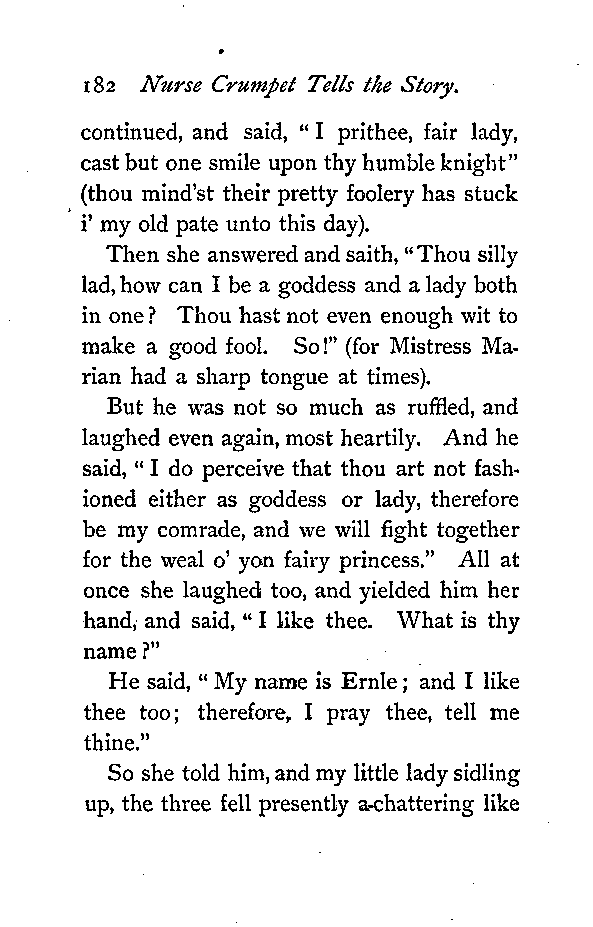 182 Nurse Crumpet Tells the Story.
continued, and said, “I prithee, fair lady,
cast but one smile upon thy humble knight”
(thou mind'st their pretty foolery has stuck
i' my old pate unto this day).
Then she answered and saith, “Thou silly
lad, how can I be a goddess and a lady both
in one? Thou hast not even enough wit to
make a good fool. So!” (for Mistress Ma-
rian had a sharp tongue at times).
But he was not so much as ruffled, and
laughed even again, most heartily. And he
said, “I do perceive that thou art not fash-
ioned either as goddess or lady, therefore
be my comrade, and we will fight together
for the weal o' yon fairy princess.” All at
once she laughed too, and yielded him her
hand, and said, “I like thee. What is thy
name?”
He said, “My name is Ernle; and I like
thee too; therefore, I pray thee, tell me
thine.”
So she told him, and my little lady sidling
up, the three fell presently a-chattering like